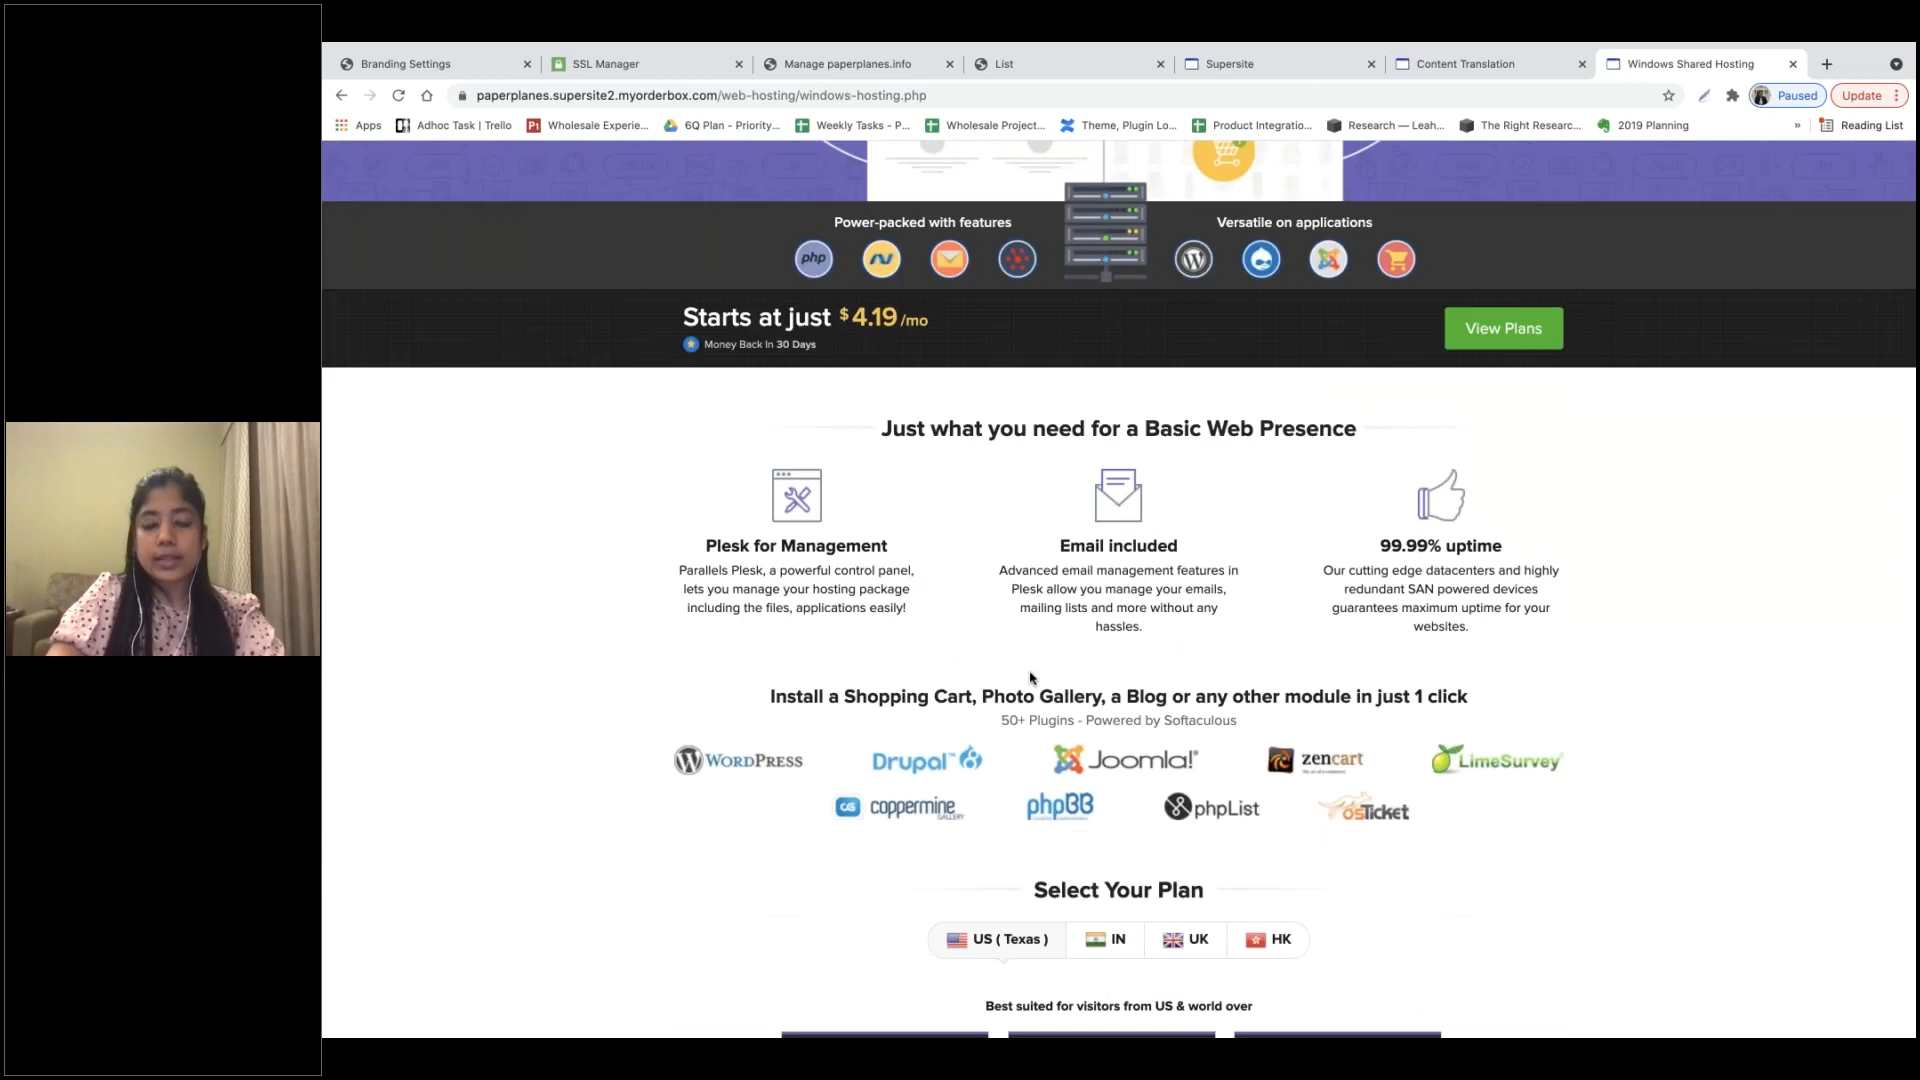 Branding Settings
SSL Manager
Manage paperplanes.info
List
Supersite
Content Translation
Windows Shared Hosting
paperplanes.supersite2.myorderbox.com/web-hosting/windows-hosting.php
Paused
Update
Apps
Adhoc Task | Trello
Wholesale Experie...
6Q Plan - Priority...
Weekly Tasks - P...
Wholesale Project...
Theme, Plugin Lo...
Product Integratio...
Research — Leah...
The Right Researc...
2019 Planning
»
Reading List
Power-packed with features
Versatile on applications
php
Starts at just $4.19/mo
Money Back In 30 Days
View Plans
Just what you need for a Basic Web Presence
Plesk for Management
Parallels Plesk, a powerful control panel,
lets you manage your hosting package
including the files, applications easily!
Email included
Advanced email management features in
Plesk allow you manage your emails,
mailing lists and more without any
hassles.
99.99% uptime
Our cutting edge datacenters and highly
redundant SAN powered devices
guarantees maximum uptime for your
websites.
Install a Shopping Cart, Photo Gallery, a Blog or any other module in just 1 click
50+ Plugins - Powered by Softaculous
WORDPRESS
Drupal™
Joomla!®
zencart
LimeSurvey
CG coppermine
GALLERY
phpBB
phpList
osTicket
Select Your Plan
US ( Texas )
IN
UK
HK
Best suited for visitors from US & world over